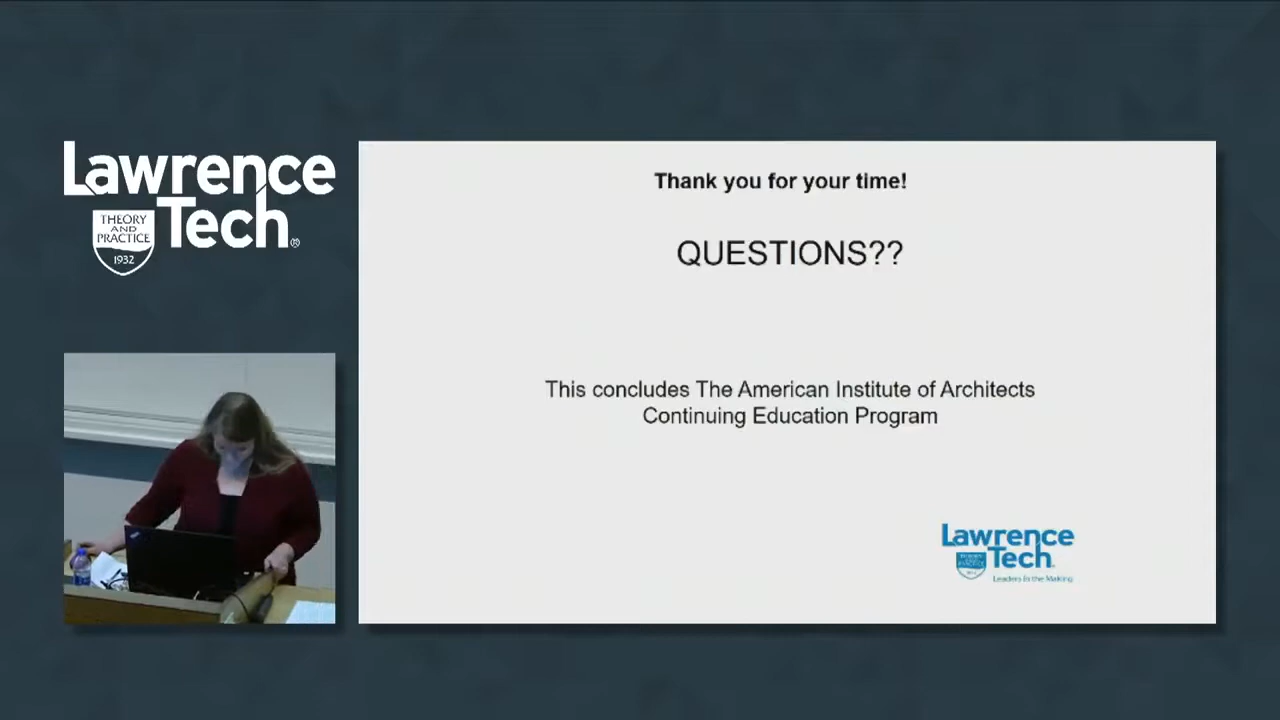 Lawrence
Tech®
THEORY
AND
PRACTICE
1932
Thank you for your time!
QUESTIONS??
This concludes The American Institute of Architects
Continuing Education Program
Lawrence
Tech
Leaders In the Making